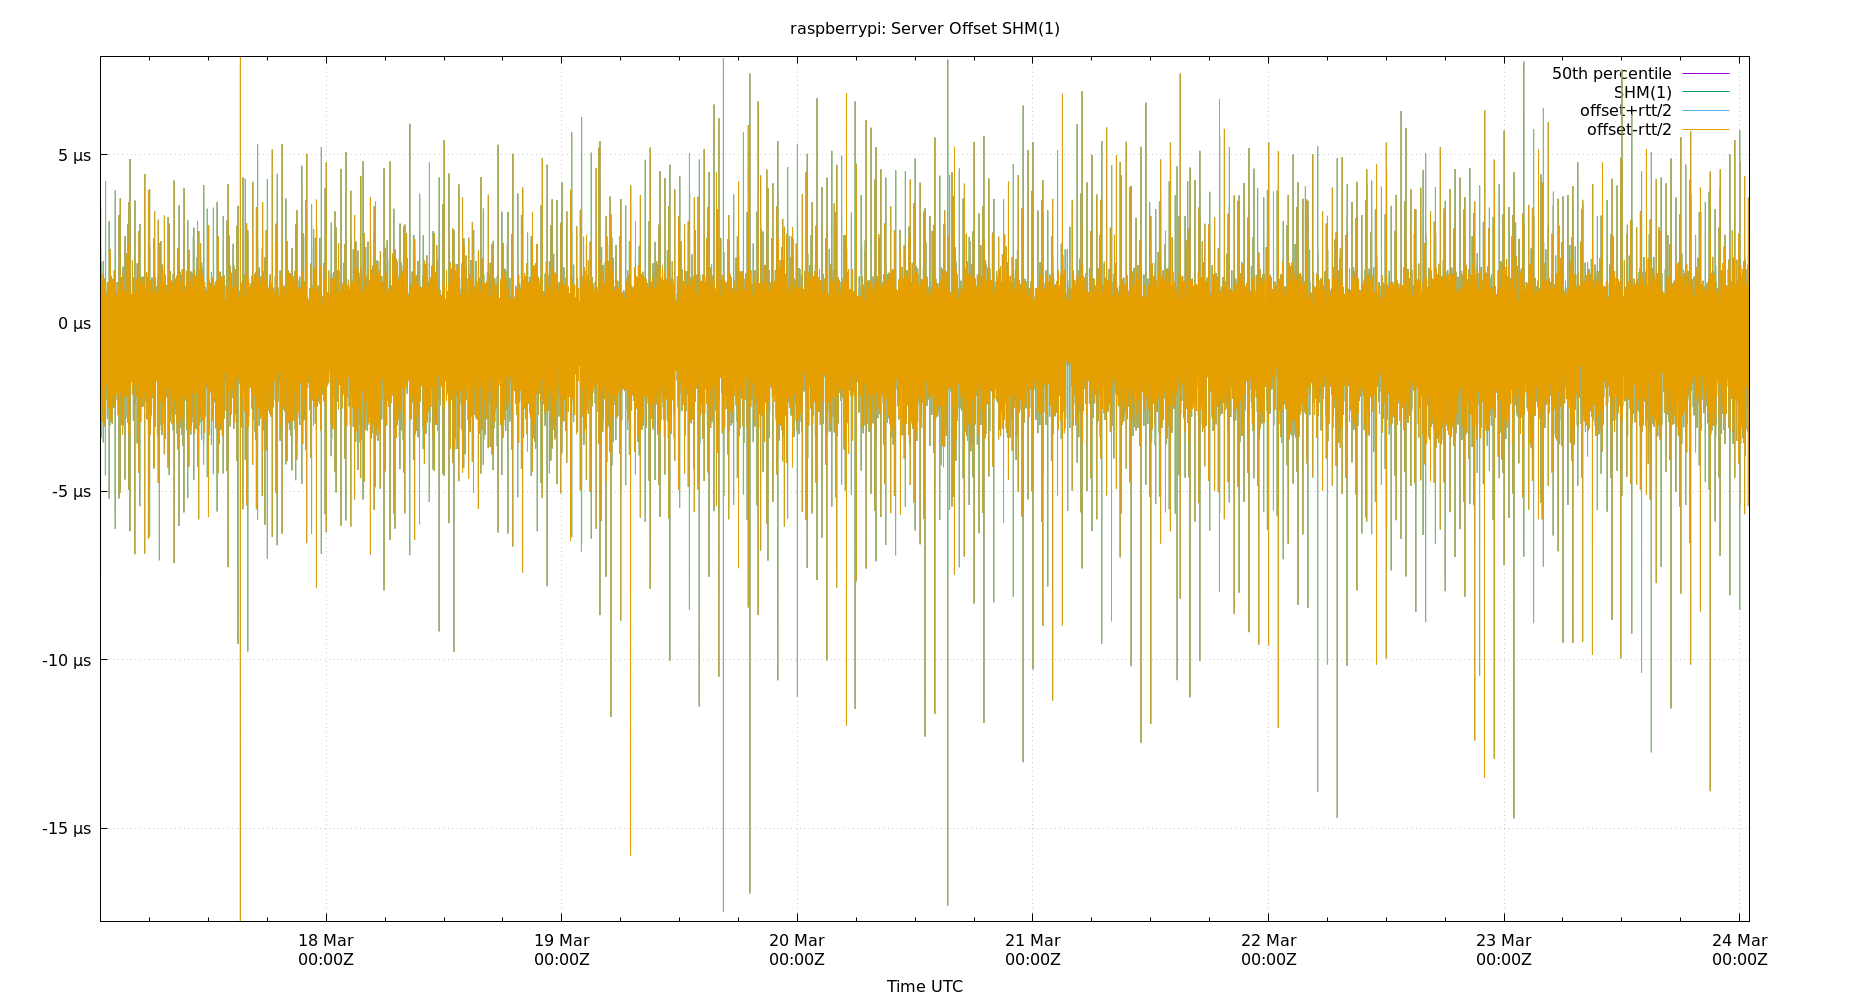 raspberrypi: Server Offset SHM(1)
50th percentile
SHM(1)
offset+rtt/2
offset-rtt/2
5 µs
0 µs
-5 µs
-10 µs
-15 µs
18 Mar 19 Mar 20 Mar 21 Mar 22 Mar 23 Mar 24 Mar
00:00Z 00:00Z 00:00Z 00:00Z 00:00Z 00:00Z 00:00Z
Time UTC